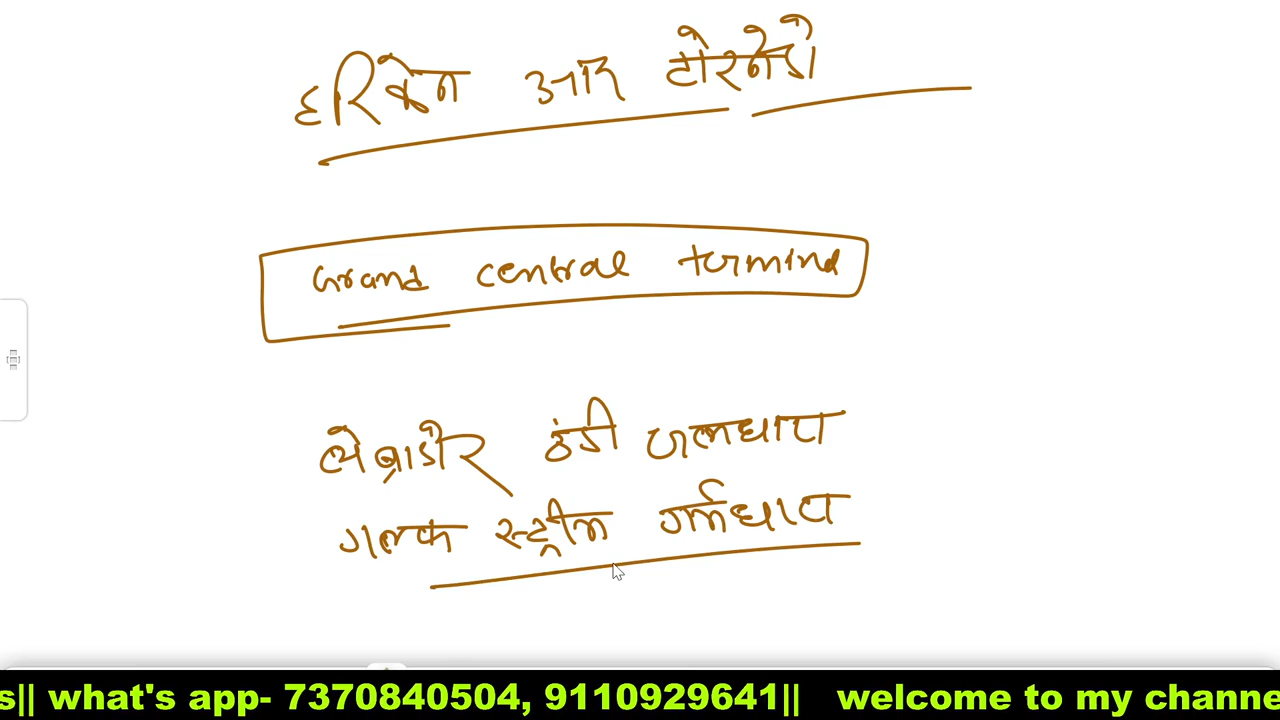 हरिकेन और टोरनेडो
Grand central terminal
लेब्राडोर ठंडी जलधारा
गल्फ स्ट्रीम गर्मधारा
s|| what's app- 7370840504, 9110929641|| welcome to my channe